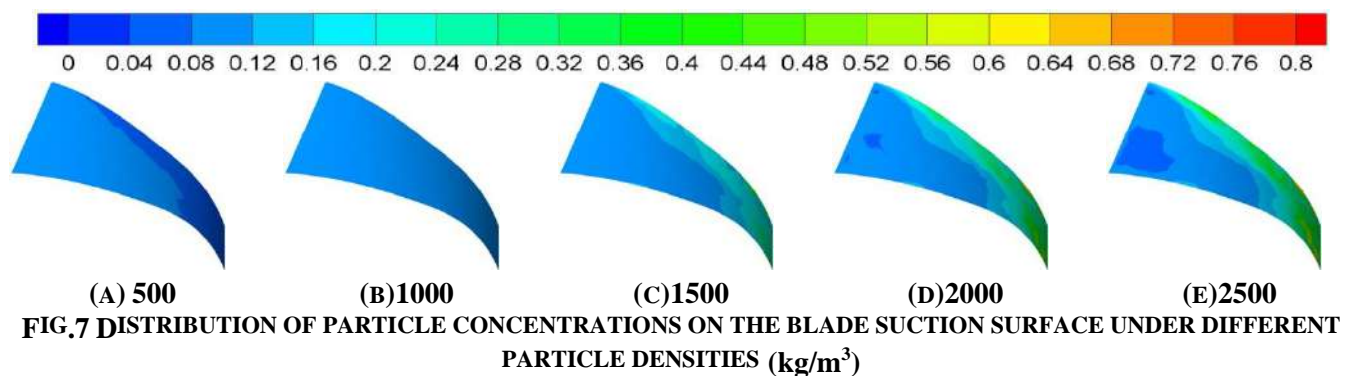 0 0.04 0.08 0.12 0.16 0.2 0.24 0.28 0.32 0.36 0.4 0.44 0.48 0.52 0.56 0.6 0.64 0.68 0.72 0.76 0.8
(A) 500 (B)1000 (C)1500 (D)2000 (E)2500
FIG.7 DISTRIBUTION OF PARTICLE CONCENTRATIONS ON THE BLADE SUCTION SURFACE UNDER DIFFERENT
PARTICLE DENSITIES (kg/m³)